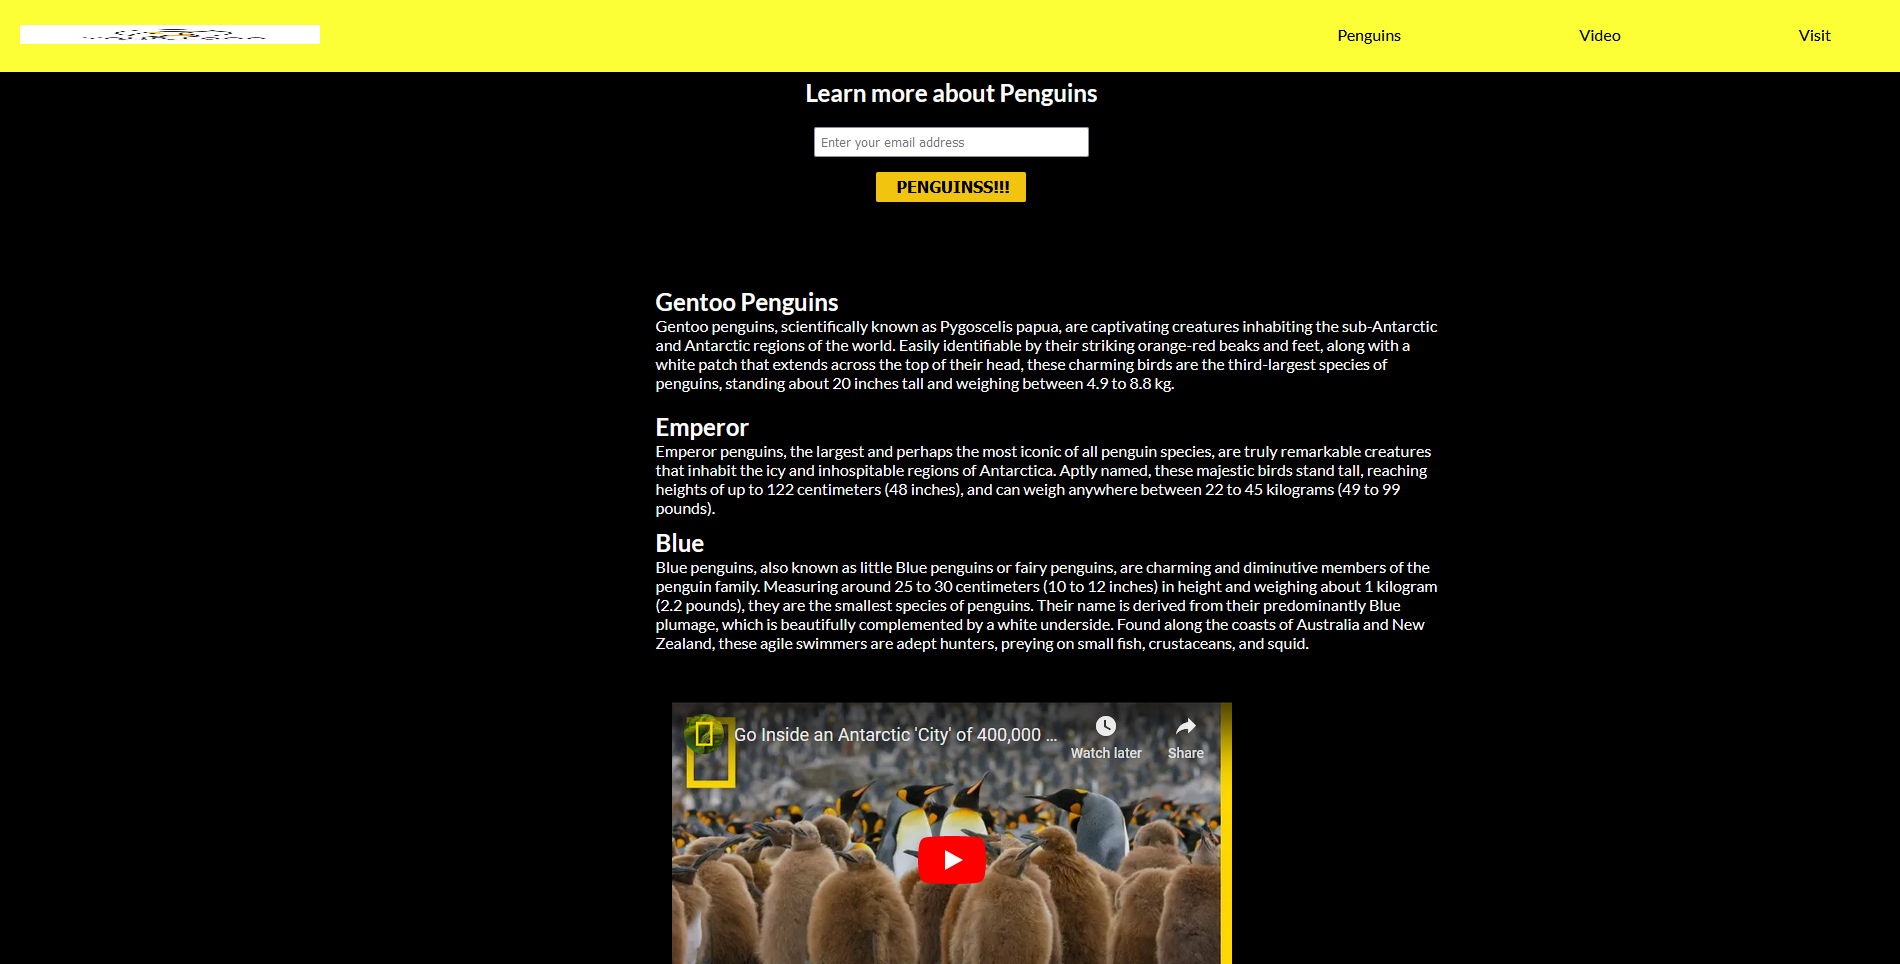 Penguins Video Visit
Learn more about Penguins
Enter your email address
PENGUINSS!!!
Gentoo Penguins
Gentoo penguins, scientifically known as Pygoscelis papua, are captivating creatures inhabiting the sub-Antarctic
and Antarctic regions of the world. Easily identifiable by their striking orange-red beaks and feet, along with a
white patch that extends across the top of their head, these charming birds are the third-largest species of
penguins, standing about 20 inches tall and weighing between 4.9 to 8.8 kg.
Emperor
Emperor penguins, the largest and perhaps the most iconic of all penguin species, are truly remarkable creatures
that inhabit the icy and inhospitable regions of Antarctica. Aptly named, these majestic birds stand tall, reaching
heights of up to 122 centimeters (48 inches), and can weigh anywhere between 22 to 45 kilograms (49 to 99
pounds).
Blue
Blue penguins, also known as little Blue penguins or fairy penguins, are charming and diminutive members of the
penguin family. Measuring around 25 to 30 centimeters (10 to 12 inches) in height and weighing about 1 kilogram
(2.2 pounds), they are the smallest species of penguins. Their name is derived from their predominantly Blue
plumage, which is beautifully complemented by a white underside. Found along the coasts of Australia and New
Zealand, these agile swimmers are adept hunters, preying on small fish, crustaceans, and squid.
Go Inside an Antarctic 'City' of 400,000 ...
Watch later Share